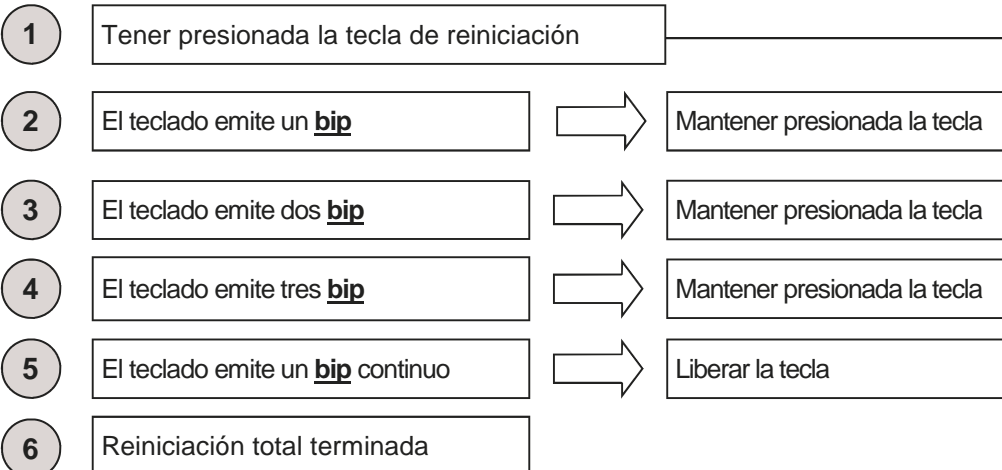 1 Tener presionada la tecla de reiniciación
2 El teclado emite un bip Mantener presionada la tecla
3 El teclado emite dos bip Mantener presionada la tecla
4 El teclado emite tres bip Mantener presionada la tecla
5 El teclado emite un bip continuo Liberar la tecla
6 Reiniciación total terminada